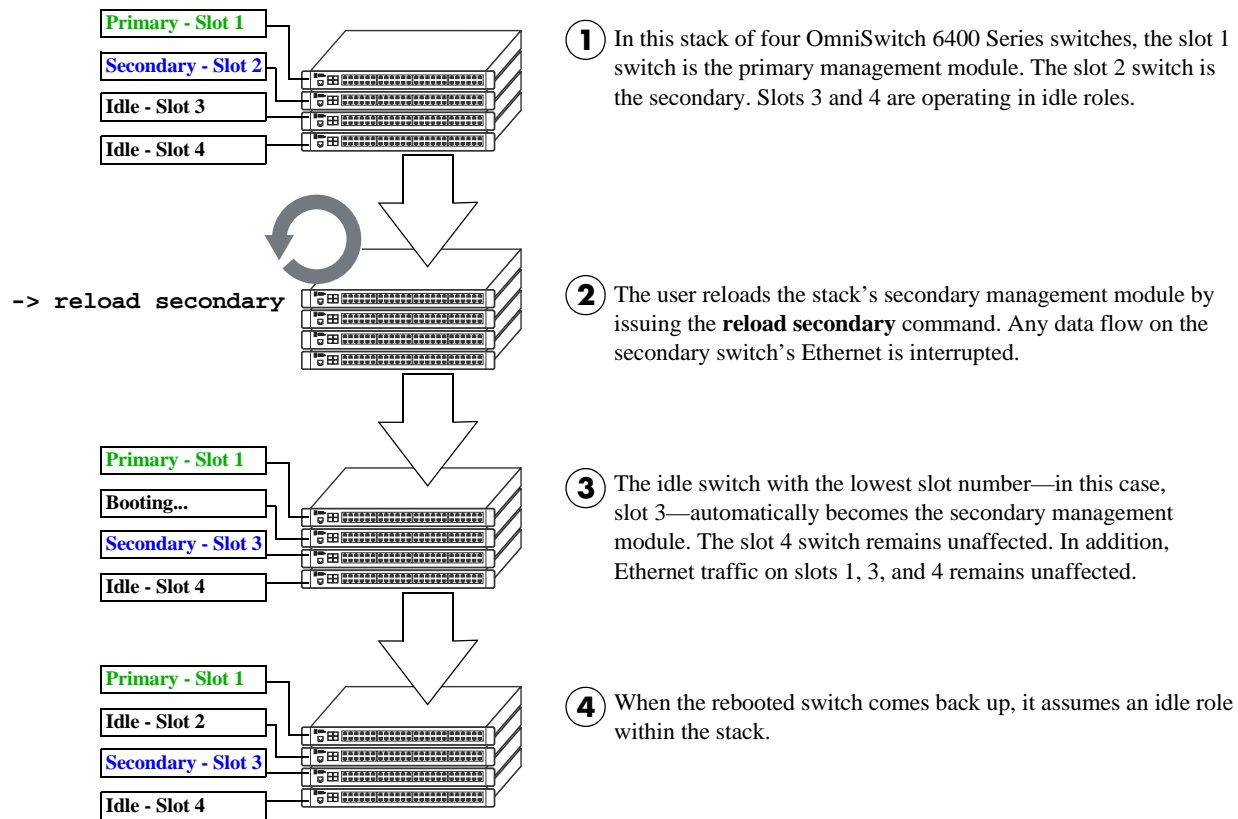 Primary - Slot 1
Secondary - Slot 2
Idle - Slot 3
Idle - Slot 4
1 In this stack of four OmniSwitch 6400 Series switches, the slot 1
switch is the primary management module. The slot 2 switch is
the secondary. Slots 3 and 4 are operating in idle roles.
-> reload secondary
2 The user reloads the stack’s secondary management module by
issuing the reload secondary command. Any data flow on the
secondary switch’s Ethernet is interrupted.
Primary - Slot 1
Booting...
Secondary - Slot 3
Idle - Slot 4
3 The idle switch with the lowest slot number—in this case,
slot 3—automatically becomes the secondary management
module. The slot 4 switch remains unaffected. In addition,
Ethernet traffic on slots 1, 3, and 4 remains unaffected.
Primary - Slot 1
Idle - Slot 2
Secondary - Slot 3
Idle - Slot 4
4 When the rebooted switch comes back up, it assumes an idle role
within the stack.